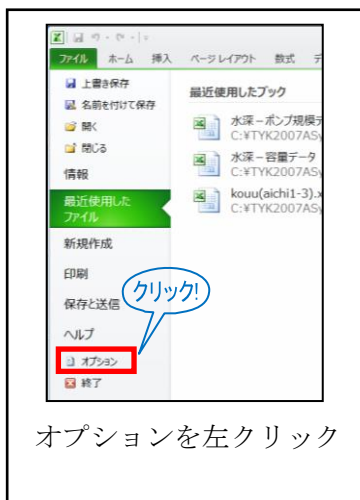 ファイル ホーム 挿入 ページ レイアウト 数式
上書き保存
名前を付けて保存
開く
閉じる
情報
最近使用した
ファイル
新規作成
印刷
保存と送信
ヘルプ
オプション
終了
最近使用したブック
水深－ポンプ規模
C:¥TYK2007AS
水深－容量データ
C:¥TYK2007AS
kouu(aichi1-3).x
C:¥TYK2007AS
クリック!
オプションを左クリック